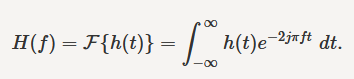 H(f) = ℱ{h(t)} = ∫_{-∞}^{∞} h(t)e^{-2jπft} dt.